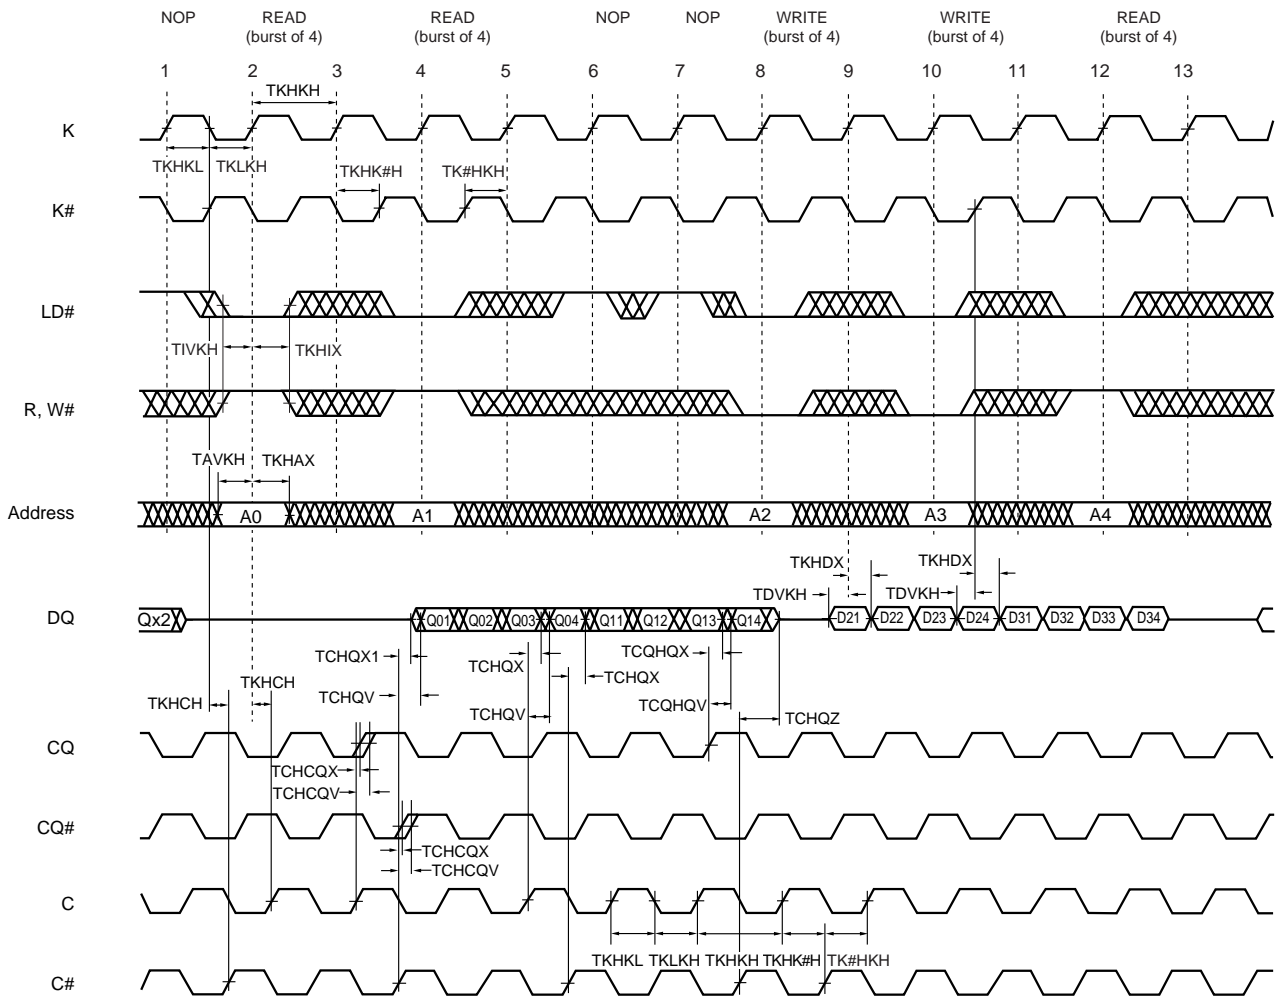 NOP READ READ NOP NOP WRITE WRITE READ
(burst of 4) (burst of 4) (burst of 4) (burst of 4) (burst of 4)
1 2 3 4 5 6 7 8 9 10 11 12 13
TKHKH
K
TKHKL TKLKH TKHK#H TK#HKH
K#
LD#
TIVKH TKHIX
R, W#
TAVKH TKHAX
Address A0 A1 A2 A3 A4
TKHDX TKHDX
TDVKH TDVKH
DQ Qx2 Q01 Q02 Q03 Q04 Q11 Q12 Q13 Q14 D21 D22 D23 D24 D31 D32 D33 D34
TCHQX1 TCHQX TCQHQX
TCHQX
TKHCH TKHCH TCHQV TCHQV TCQHQV TCHQZ
CQ
TCHCQX
TCHCQV
CQ#
TCHCQX
TCHCQV
C
TKHKL TKLKH TKHKH TKHK#H TK#HKH
C#